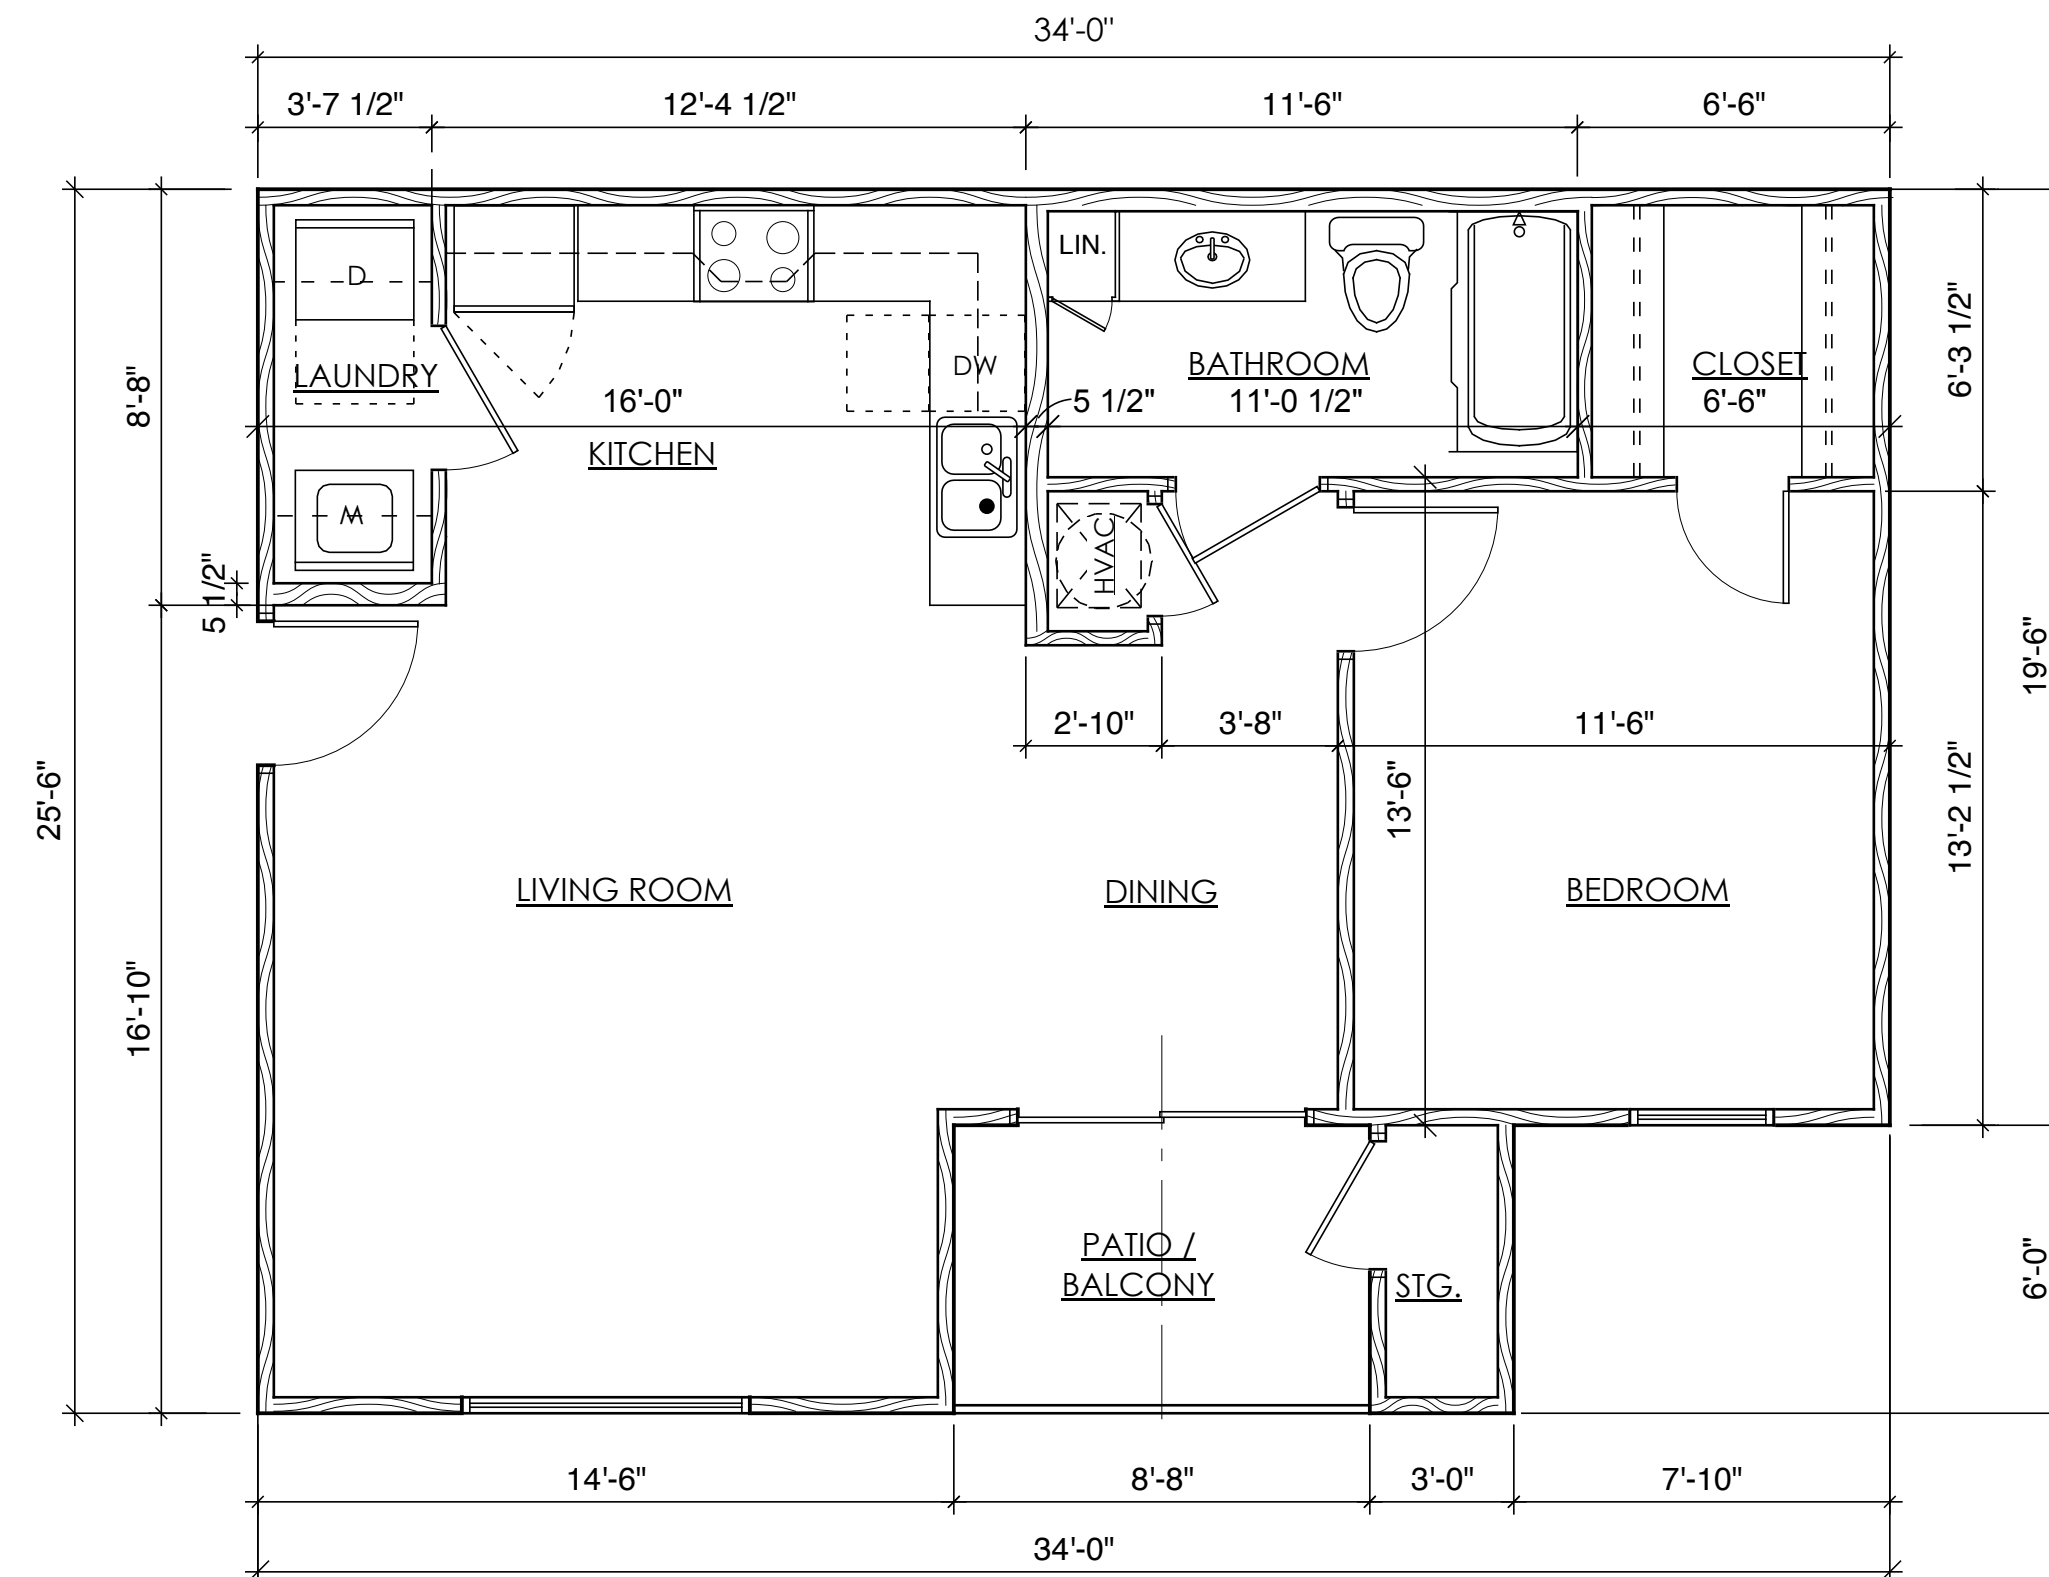 34'-0"
3'-7 1/2"
12'-4 1/2"
11'-6"
6'-6"
LIN.
D
DW
LAUNDRY
BATHROOM
CLOSET
8'-8"
16'-0"
5 1/2"
11'-0 1/2"
6'-6"
6'-3 1/2"
KITCHEN
W
HVAC
5 1/2"
19'-6"
2'-10"
3'-8"
11'-6"
25'-6"
13'-6"
13'-2 1/2"
LIVING ROOM
DINING
BEDROOM
16'-10"
PATIO /
BALCONY
STG.
6'-0"
14'-6"
8'-8"
3'-0"
7'-10"
34'-0"